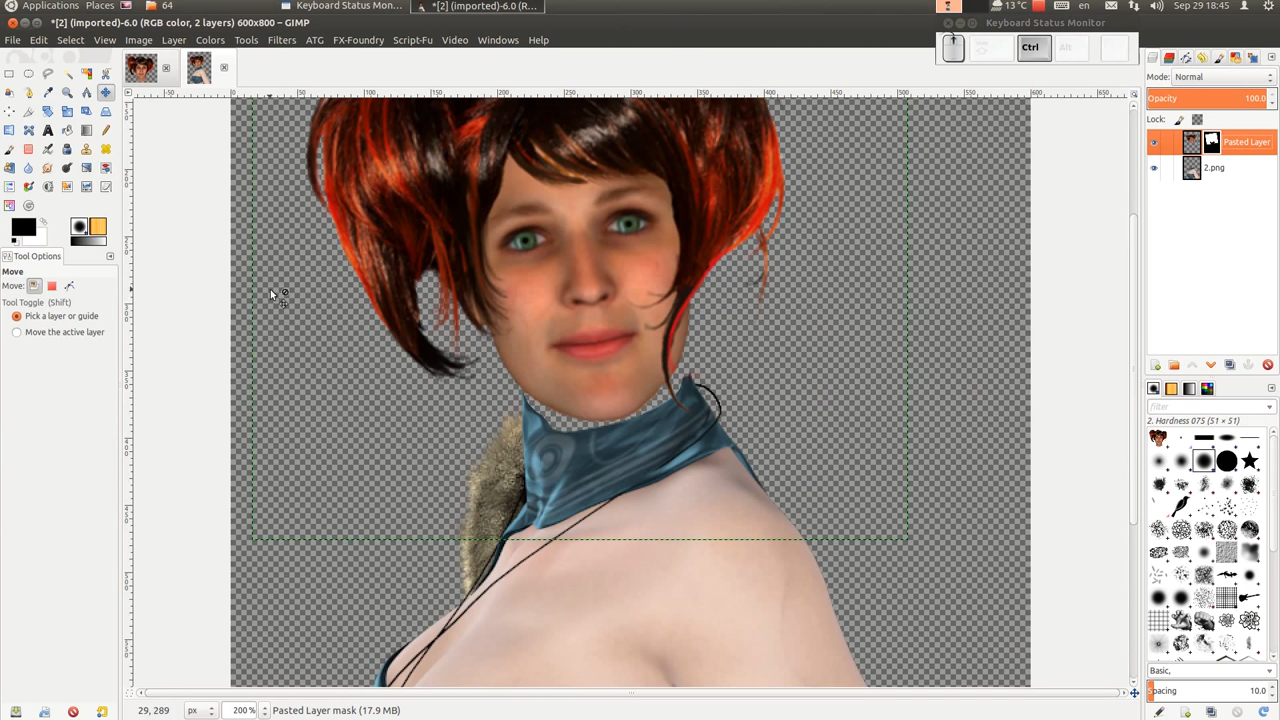 Applications Places 64 Keyboard Status Monit... *[2] (imported)-6.0 (R... 13 °C en Sep 29 18:45
*[2] (imported)-6.0 (RGB color, 2 layers) 600x800 – GIMP
Keyboard Status Monitor
File Edit Select View Image Layer Colors Tools Filters ATG FX-Foundry Script-Fu Video Windows Help
Ctrl Alt
Mode: Normal
Opacity 100.0
Lock:
Pasted Layer
2.png
Tool Options
Move
Move:
Tool Toggle (Shift)
Pick a layer or guide
Move the active layer
filter
2. Hardness 075 (51 × 51)
Basic,
Spacing 10.0
29, 289 px 200% Pasted Layer mask (17.9 MB)